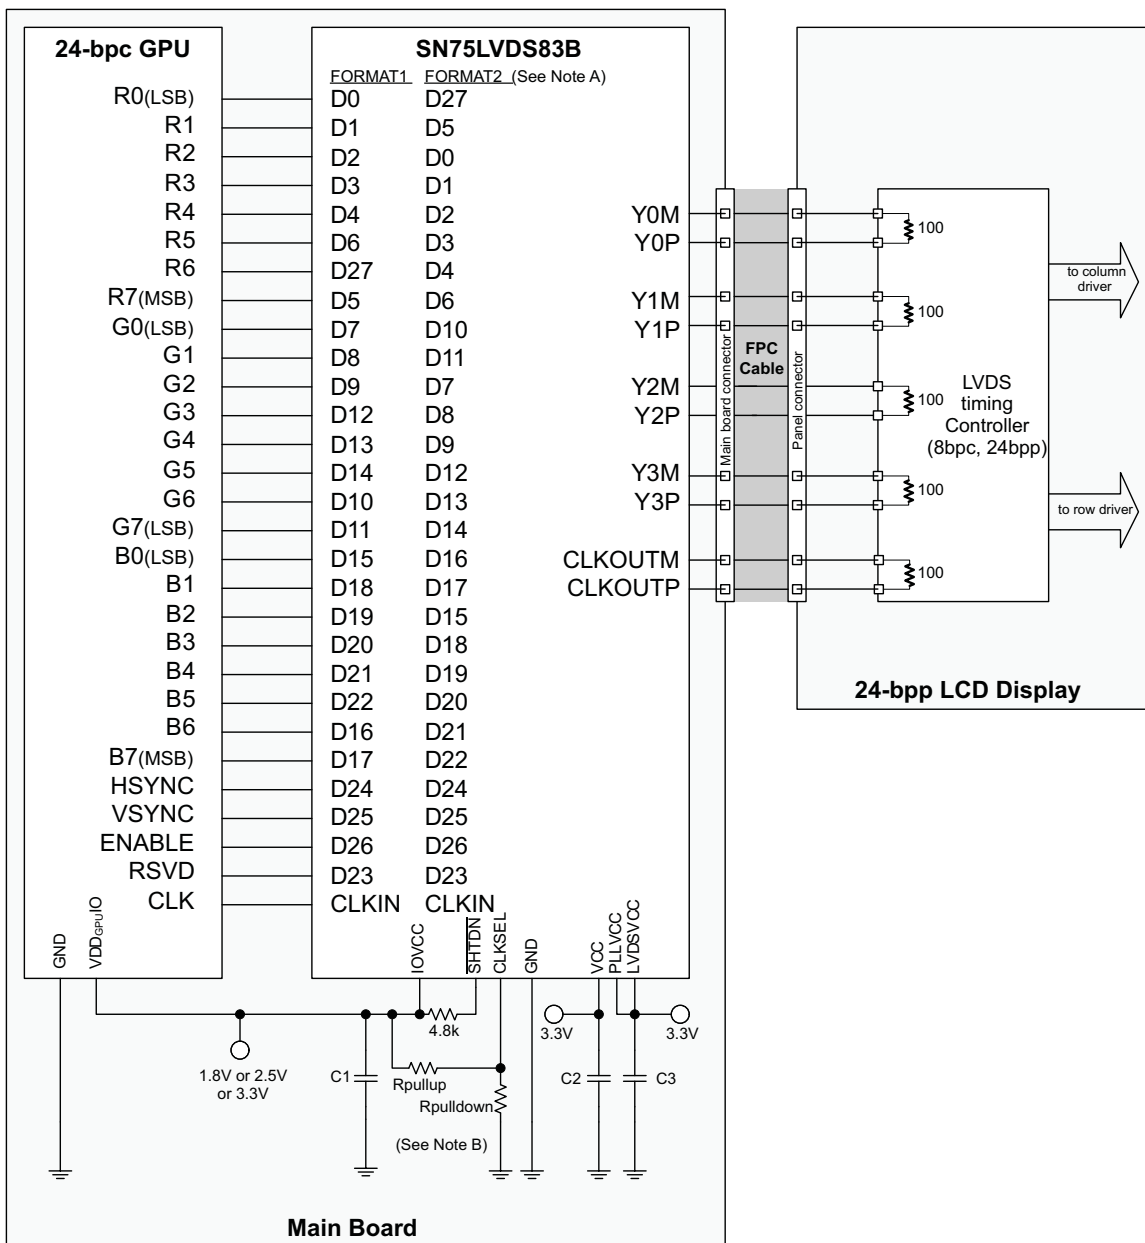 24-bpc GPU
SN75LVDS83B
FORMAT1 FORMAT2 (See Note A)
R0(LSB) D0 D27
R1 D1 D5
R2 D2 D0
R3 D3 D1
R4 D4 D2
R5 D6 D3
R6 D27 D4
R7(MSB) D5 D6
G0(LSB) D7 D10
G1 D8 D11
G2 D9 D7
G3 D12 D8
G4 D13 D9
G5 D14 D12
G6 D10 D13
G7(LSB) D11 D14
B0(LSB) D15 D16
B1 D18 D17
B2 D19 D15
B3 D20 D18
B4 D21 D19
B5 D22 D20
B6 D16 D21
B7(MSB) D17 D22
HSYNC D24 D24
VSYNC D25 D25
ENABLE D26 D26
RSVD D23 D23
CLK CLKIN CLKIN
Y0M
Y0P
Y1M
Y1P
Y2M
Y2P
Y3M
Y3P
CLKOUTM
CLKOUTP
Main board connector
FPC
Cable
Panel connector
100
100
100
100
100
LVDS
timing
Controller
(8bpc, 24bpp)
to column
driver
to row driver
24-bpp LCD Display
GND
VDDGPUIO
IOVCC
SHTDN
CLKSEL
GND
VCC
PLLVCC
LVDSVCC
4.8k
3.3V
3.3V
1.8V or 2.5V
or 3.3V
C1
Rpullup
Rpulldown
C2
C3
(See Note B)
Main Board